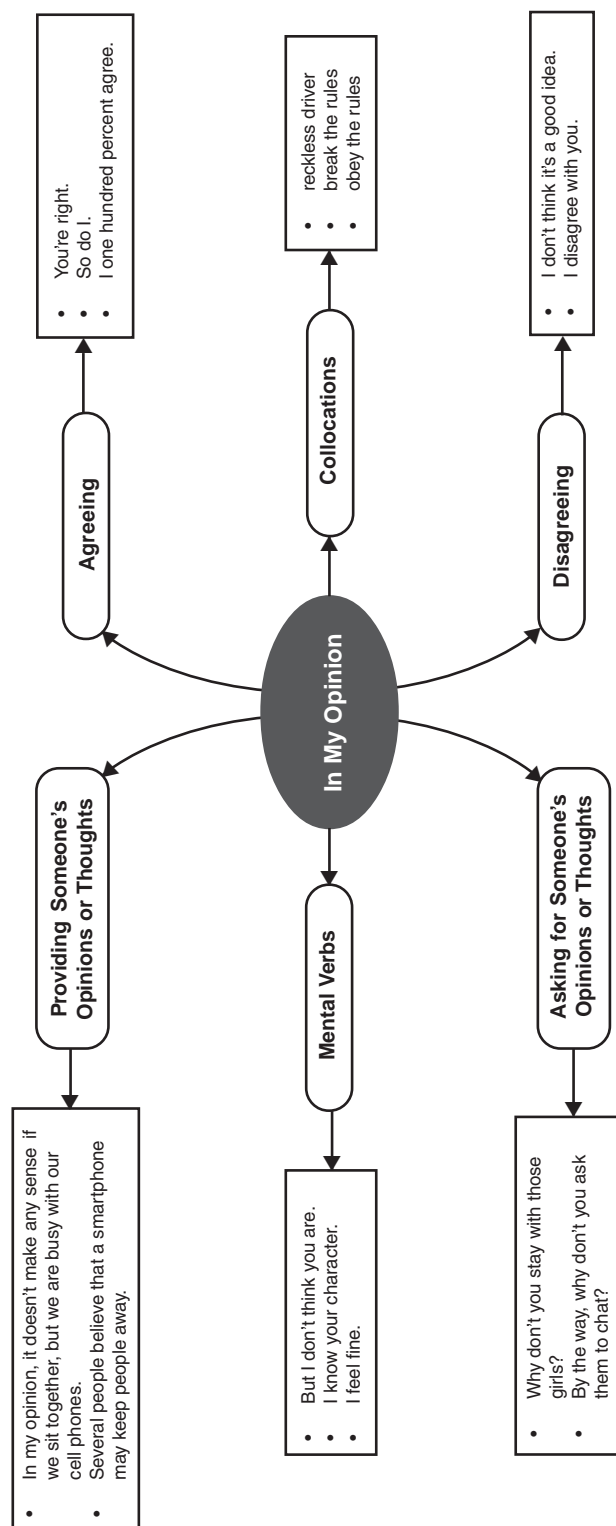 • In my opinion, it doesn't make any sense if
we sit together, but we are busy with our
cell phones.
• Several people believe that a smartphone
may keep people away.
Providing Someone's
Opinions or Thoughts
Agreeing
• You're right.
• So do I.
• I one hundred percent agree.
• But I don't think you are.
• I know your character.
• I feel fine.
Mental Verbs
In My Opinion
Collocations
• reckless driver
• break the rules
• obey the rules
• Why don't you stay with those
girls?
• By the way, why don't you ask
them to chat?
Asking for Someone's
Opinions or Thoughts
Disagreeing
• I don't think it's a good idea.
• I disagree with you.